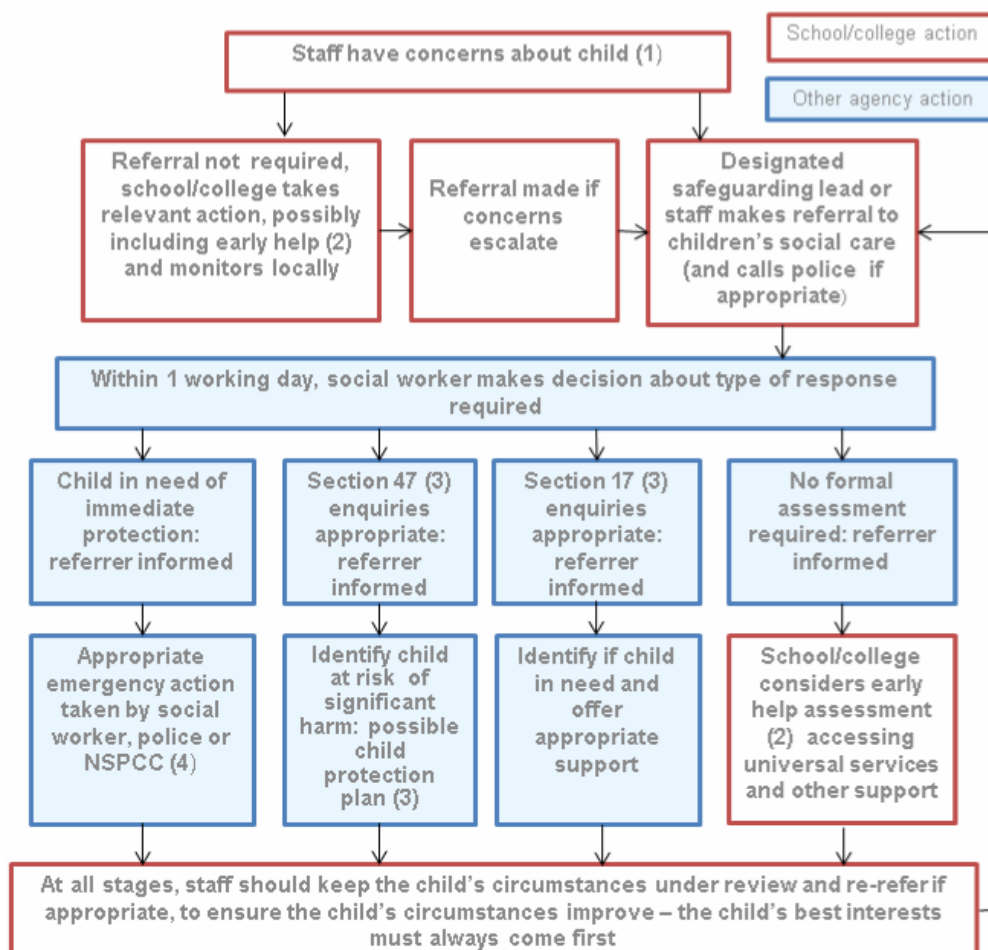 School/college action
Staff have concerns about child (1)
Other agency action
Referral not required,
school/college takes
relevant action, possibly
including early help (2)
and monitors locally
Referral made if
concerns
escalate
Designated
safeguarding lead or
staff makes referral to
children's social care
(and calls police if
appropriate)
Within 1 working day, social worker makes decision about type of response
required
Child in need of
immediate
protection:
referrer informed
Section 47 (3)
enquiries
appropriate:
referrer
informed
Section 17 (3)
enquiries
appropriate:
referrer
informed
No formal
assessment
required: referrer
informed
Appropriate
emergency action
taken by social
worker, police or
NSPCC (4)
Identify child
at risk of
significant
harm: possible
child
protection
plan (3)
Identify if child
in need and
offer
appropriate
support
School/college
considers early
help assessment
(2) accessing
universal services
and other support
At all stages, staff should keep the child's circumstances under review and re-refer if
appropriate, to ensure the child's circumstances improve – the child's best interests
must always come first